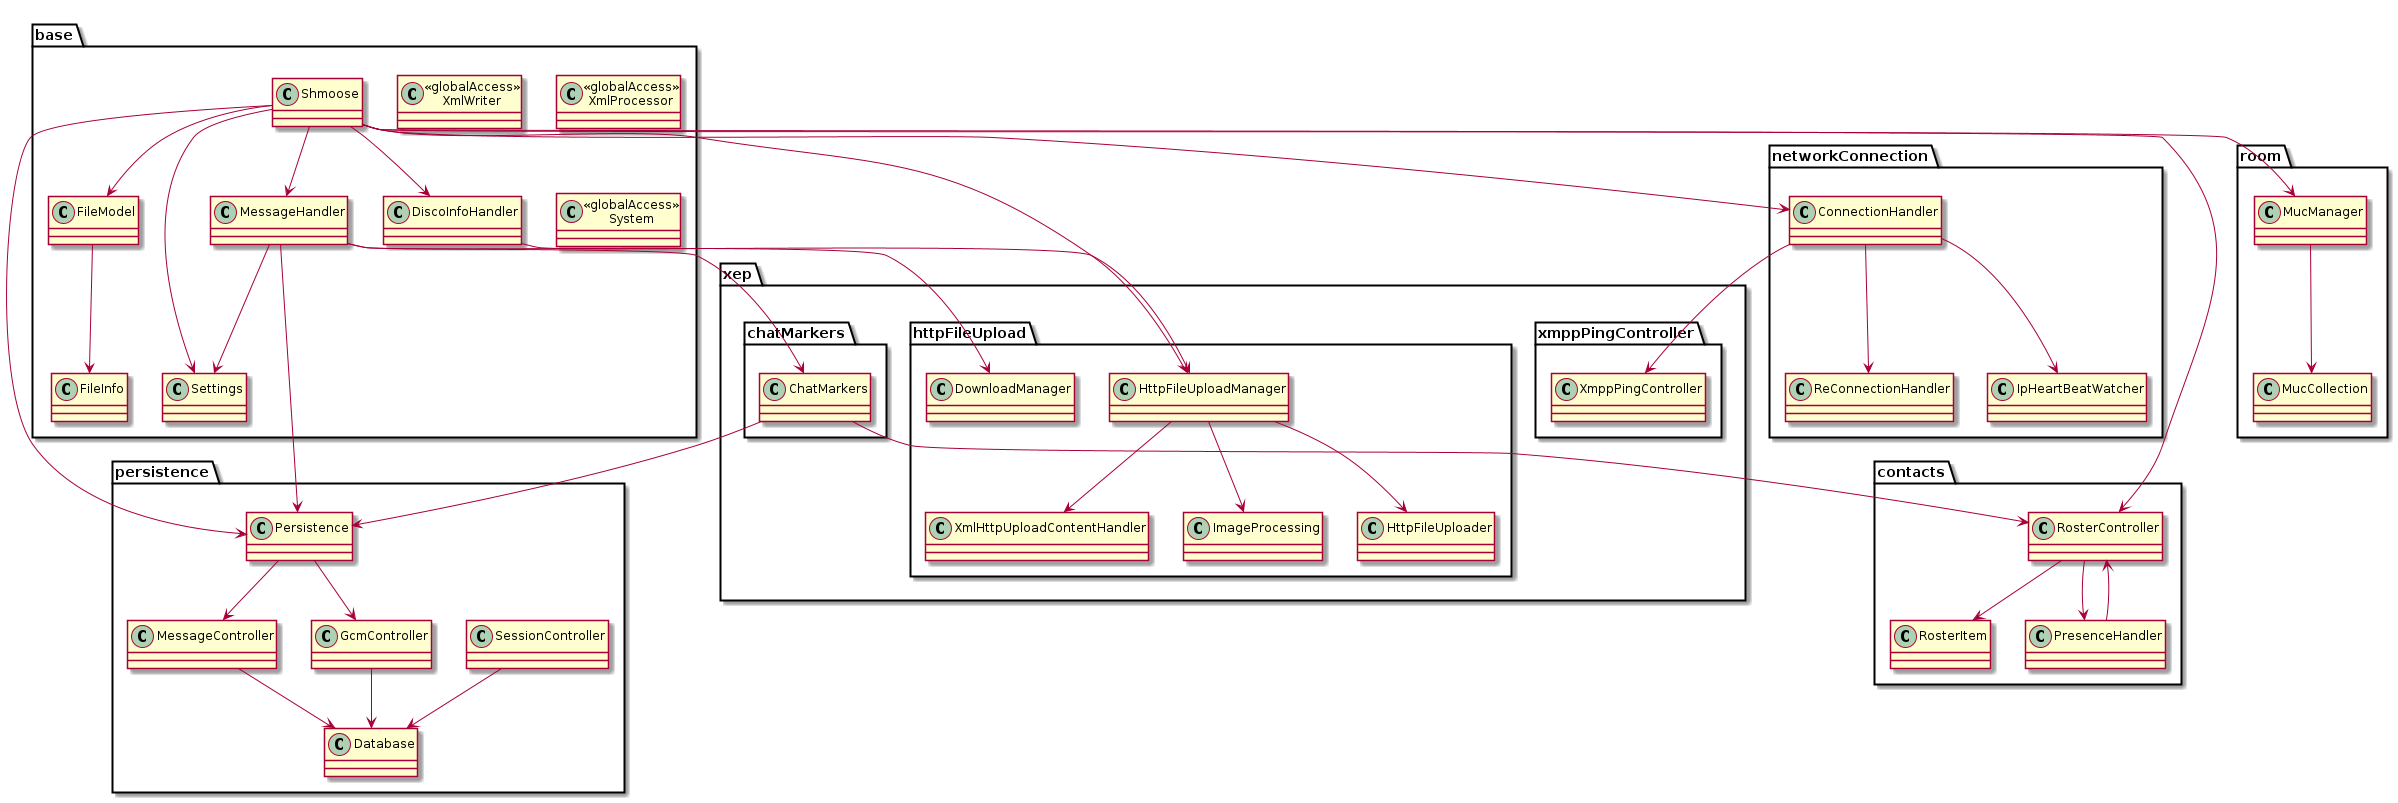 base
C Shmoose
C «globalAccess»
XmlWriter
C «globalAccess»
XmlProcessor
C FileModel
C MessageHandler
C DiscoInfoHandler
C «globalAccess»
System
C FileInfo
C Settings
networkConnection
C ConnectionHandler
C ReConnectionHandler
C IpHeartBeatWatcher
room
C MucManager
C MucCollection
xep
chatMarkers
C ChatMarkers
httpFileUpload
C DownloadManager
C HttpFileUploadManager
C XmlHttpUploadContentHandler
C ImageProcessing
C HttpFileUploader
xmppPingController
C XmppPingController
persistence
C Persistence
C MessageController
C GcmController
C SessionController
C Database
contacts
C RosterController
C RosterItem
C PresenceHandler